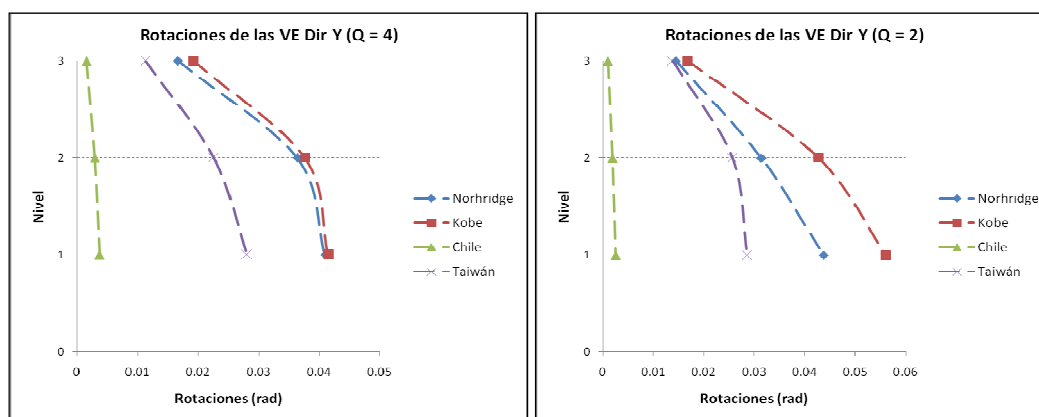 Rotaciones de las VE Dir Y (Q = 4)
3
2
1
0
Nivel
0
0.01
0.02
0.03
0.04
0.05
Rotaciones (rad)
Norhridge
Kobe
Chile
Taiwán
Rotaciones de las VE Dir Y (Q = 2)
3
2
1
0
Nivel
0
0.01
0.02
0.03
0.04
0.05
0.06
Rotaciones (rad)
Norhridge
Kobe
Chile
Taiwán